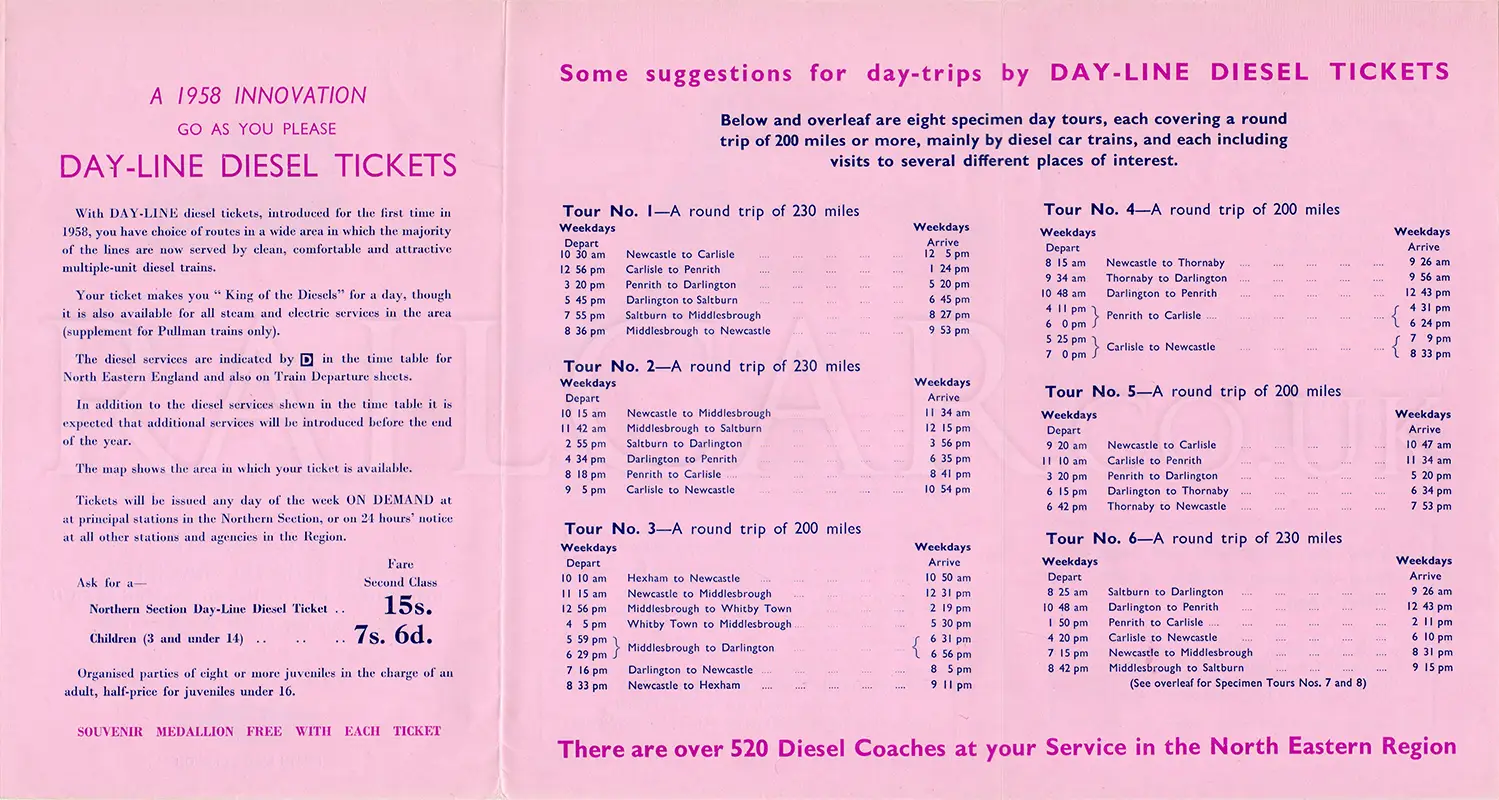 A 1958 INNOVATION
GO AS YOU PLEASE
DAY-LINE DIESEL TICKETS
With DAY-LINE diesel tickets, introduced for the first time in
1958, you have choice of routes in a wide area in which the majority
of the lines are now served by clean, comfortable and attractive
multiple-unit diesel trains.
Your ticket makes you “ King of the Diesels” for a day, though
it is also available for all steam and electric services in the area
(supplement for Pullman trains only).
The diesel services are indicated by D in the time table for
North Eastern England and also on Train Departure sheets.
In addition to the diesel services shewn in the time table it is
expected that additional services will be introduced before the end
of the year.
The map shows the area in which your ticket is available.
Tickets will be issued any day of the week ON DEMAND at
at principal stations in the Northern Section, or on 24 hours' notice
at all other stations and agencies in the Region.
Fare
Ask for a— Second Class
Northern Section Day-Line Diesel Ticket .. 15s.
Children (3 and under 14) .. .. .. 7s. 6d.
Organised parties of eight or more juveniles in the charge of an
adult, half-price for juveniles under 16.
SOUVENIR MEDALLION FREE WITH EACH TICKET
Some suggestions for day-trips by DAY-LINE DIESEL TICKETS
Below and overleaf are eight specimen day tours, each covering a round
trip of 200 miles or more, mainly by diesel car trains, and each including
visits to several different places of interest.
Tour No. 1—A round trip of 230 miles
Weekdays Weekdays
Depart Arrive
10 30 am Newcastle to Carlisle .... .... .... .... .... 12 5 pm
12 56 pm Carlisle to Penrith .... .... .... .... .... 1 24 pm
3 20 pm Penrith to Darlington .... .... .... .... 5 20 pm
5 45 pm Darlington to Saltburn .... .... .... .... 6 45 pm
7 55 pm Saltburn to Middlesbrough .... .... .... .... 8 27 pm
8 36 pm Middlesbrough to Newcastle .... .... .... .... 9 53 pm
Tour No. 2—A round trip of 230 miles
Weekdays Weekdays
Depart Arrive
10 15 am Newcastle to Middlesbrough .... .... .... .... 11 34 am
11 42 am Middlesbrough to Saltburn .... .... .... .... 12 15 pm
2 55 pm Saltburn to Darlington .... .... .... .... 3 56 pm
4 34 pm Darlington to Penrith .... .... .... .... 6 35 pm
8 18 pm Penrith to Carlisle .... .... .... .... .... 8 41 pm
9 5 pm Carlisle to Newcastle .... .... .... .... .... 10 54 pm
Tour No. 3—A round trip of 200 miles
Weekdays Weekdays
Depart Arrive
10 10 am Hexham to Newcastle .... .... .... .... .... 10 50 am
11 15 am Newcastle to Middlesbrough .... .... .... .... 12 31 pm
12 56 pm Middlesbrough to Whitby Town .... .... .... 2 19 pm
4 5 pm Whitby Town to Middlesbrough .... .... .... .... 5 30 pm
5 59 pm } { 6 31 pm
Middlesbrough to Darlington .... .... ....
6 29 pm } { 6 56 pm
7 16 pm Darlington to Newcastle .... .... .... .... 8 5 pm
8 33 pm Newcastle to Hexham .... .... .... .... .... 9 11 pm
Tour No. 4—A round trip of 200 miles
Weekdays Weekdays
Depart Arrive
8 15 am Newcastle to Thornaby .... .... .... .... 9 26 am
9 34 am Thornaby to Darlington .... .... .... .... 9 56 am
10 48 am Darlington to Penrith .... .... .... .... 12 43 pm
4 11 pm } { 4 31 pm
Penrith to Carlisle .... .... .... .... ....
6 0 pm } { 6 24 pm
5 25 pm } { 7 9 pm
Carlisle to Newcastle .... .... .... ....
7 0 pm } { 8 33 pm
Tour No. 5—A round trip of 200 miles
Weekdays Weekdays
Depart Arrive
9 20 am Newcastle to Carlisle .... .... .... .... 10 47 am
11 10 am Carlisle to Penrith .... .... .... .... 11 34 am
3 20 pm Penrith to Darlington .... .... .... .... 5 20 pm
6 15 pm Darlington to Thornaby .... .... .... .... 6 34 pm
6 42 pm Thornaby to Newcastle .... .... .... .... 7 53 pm
Tour No. 6—A round trip of 230 miles
Weekdays Weekdays
Depart Arrive
8 25 am Saltburn to Darlington .... .... .... .... 9 26 am
10 48 am Darlington to Penrith .... .... .... .... 12 43 pm
1 50 pm Penrith to Carlisle .... .... .... .... .... 2 11 pm
4 20 pm Carlisle to Newcastle .... .... .... .... 6 10 pm
7 15 pm Newcastle to Middlesbrough .... .... .... 8 31 pm
8 42 pm Middlesbrough to Saltburn .... .... .... 9 15 pm
(See overleaf for Specimen Tours Nos. 7 and 8)
There are over 520 Diesel Coaches at your Service in the North Eastern Region
RAILCAR.co.uk